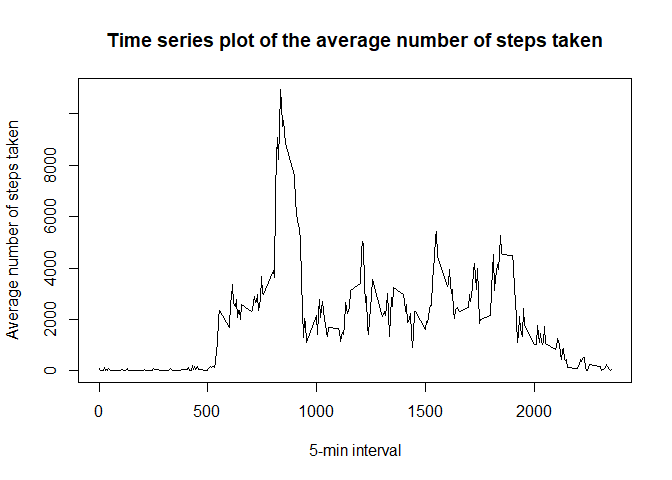 Time series plot of the average number of steps taken
Average number of steps taken
8000
6000
4000
2000
0
0 500 1000 1500 2000
5-min interval